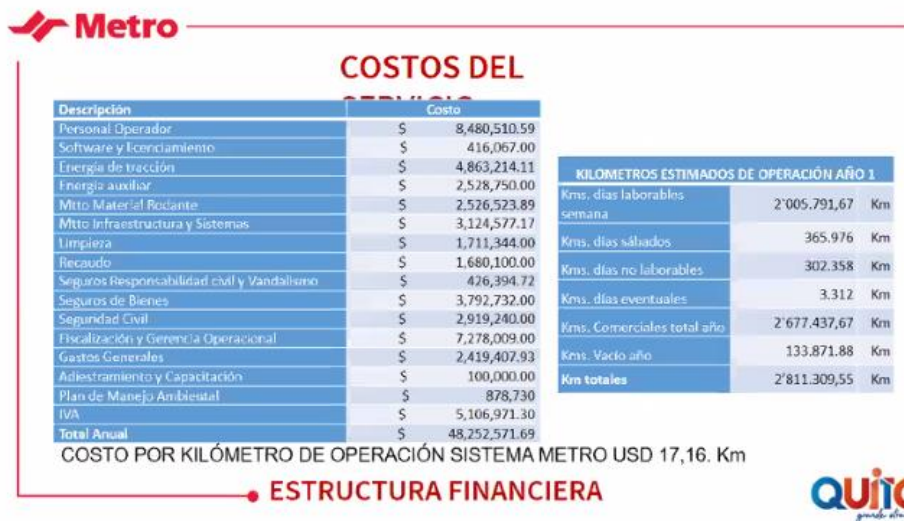 Metro
COSTOS DEL
Descripción Costo
Personal Operador $ 8,480,510.59
Software y licenciamiento $ 416,067.00
Energía de tracción $ 4,863,214.11
Energía auxiliar $ 2,528,750.00
Mtto Material Rodante $ 2,526,523.89
Mtto Infraestructura y Sistemas $ 3,124,577.17
Limpieza $ 1,711,344.00
Recaudo $ 1,680,100.00
Seguros Responsabilidad civil y Vandalismo $ 426,394.72
Seguros de Bienes $ 3,792,732.00
Seguridad Civil $ 2,919,240.00
Fiscalización y Gerencia Operacional $ 7,278,009.00
Gastos Generales $ 2,419,407.93
Adiestramiento y Capacitación $ 100,000.00
Plan de Manejo Ambiental $ 878,730
IVA $ 5,106,971.30
Total Anual $ 48,252,571.69
KILOMETROS ESTIMADOS DE OPERACIÓN AÑO 1
Kms. días laborables
semana 2`005.791,67 Km
Kms. días sábados 365.976 Km
Kms. días no laborables 302.358 Km
Kms. días eventuales 3.312 Km
Kms. Comerciales total año 2`677.437,67 Km
Kms. Vacío año 133.871.88 Km
Km totales 2`811.309,55 Km
COSTO POR KILÓMETRO DE OPERACIÓN SISTEMA METRO USD 17,16. Km
ESTRUCTURA FINANCIERA